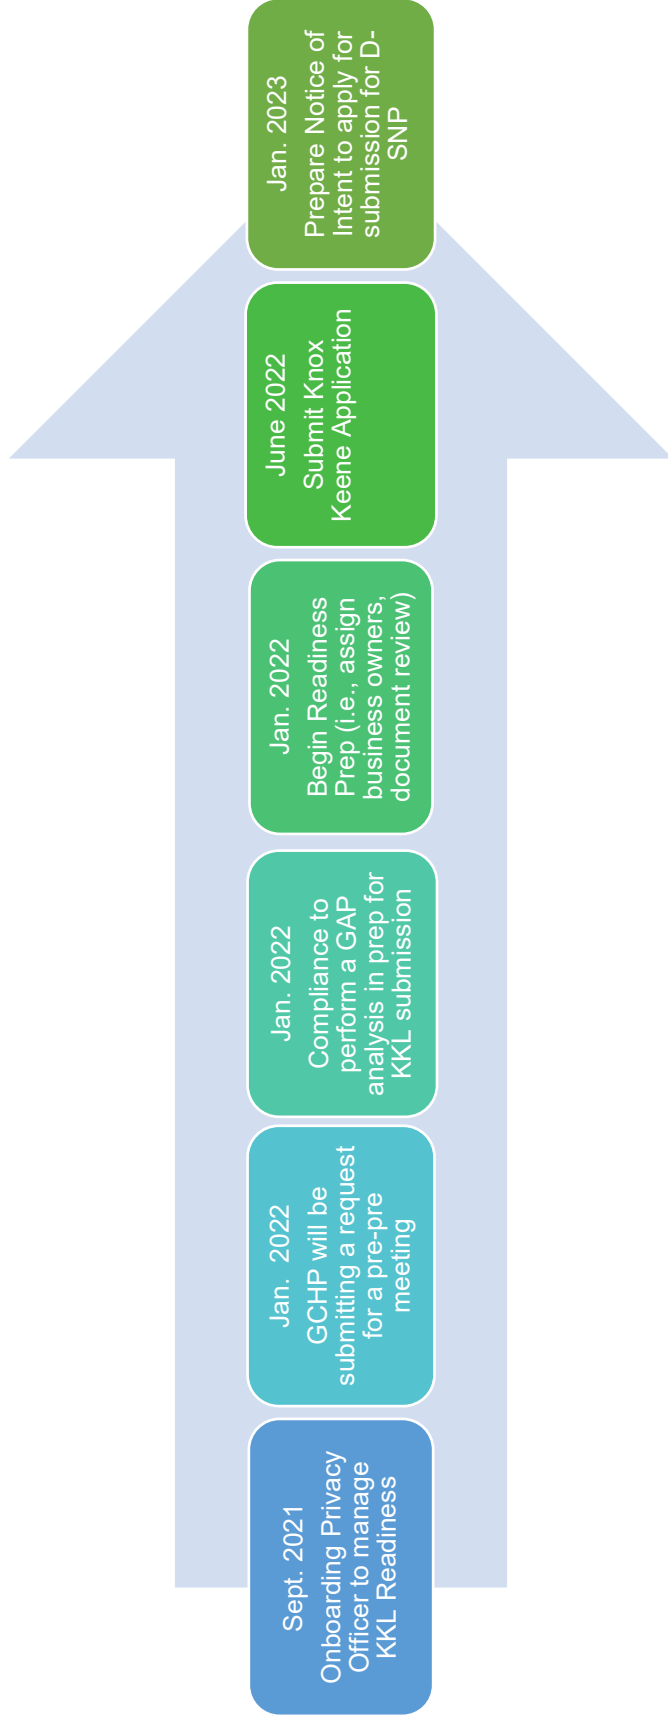 Sept. 2021
Onboarding Privacy
Officer to manage
KKL Readiness
Jan.  2022
GCHP will be
submitting a request
for a pre-pre
meeting
Jan. 2022
Compliance to
perform a GAP
analysis in prep for
KKL submission
Jan. 2022
Begin Readiness
Prep (i.e., assign
business owners,
document review)
June 2022
Submit Knox
Keene Application
Jan. 2023
Prepare Notice of
Intent to apply for
submission for D-
SNP